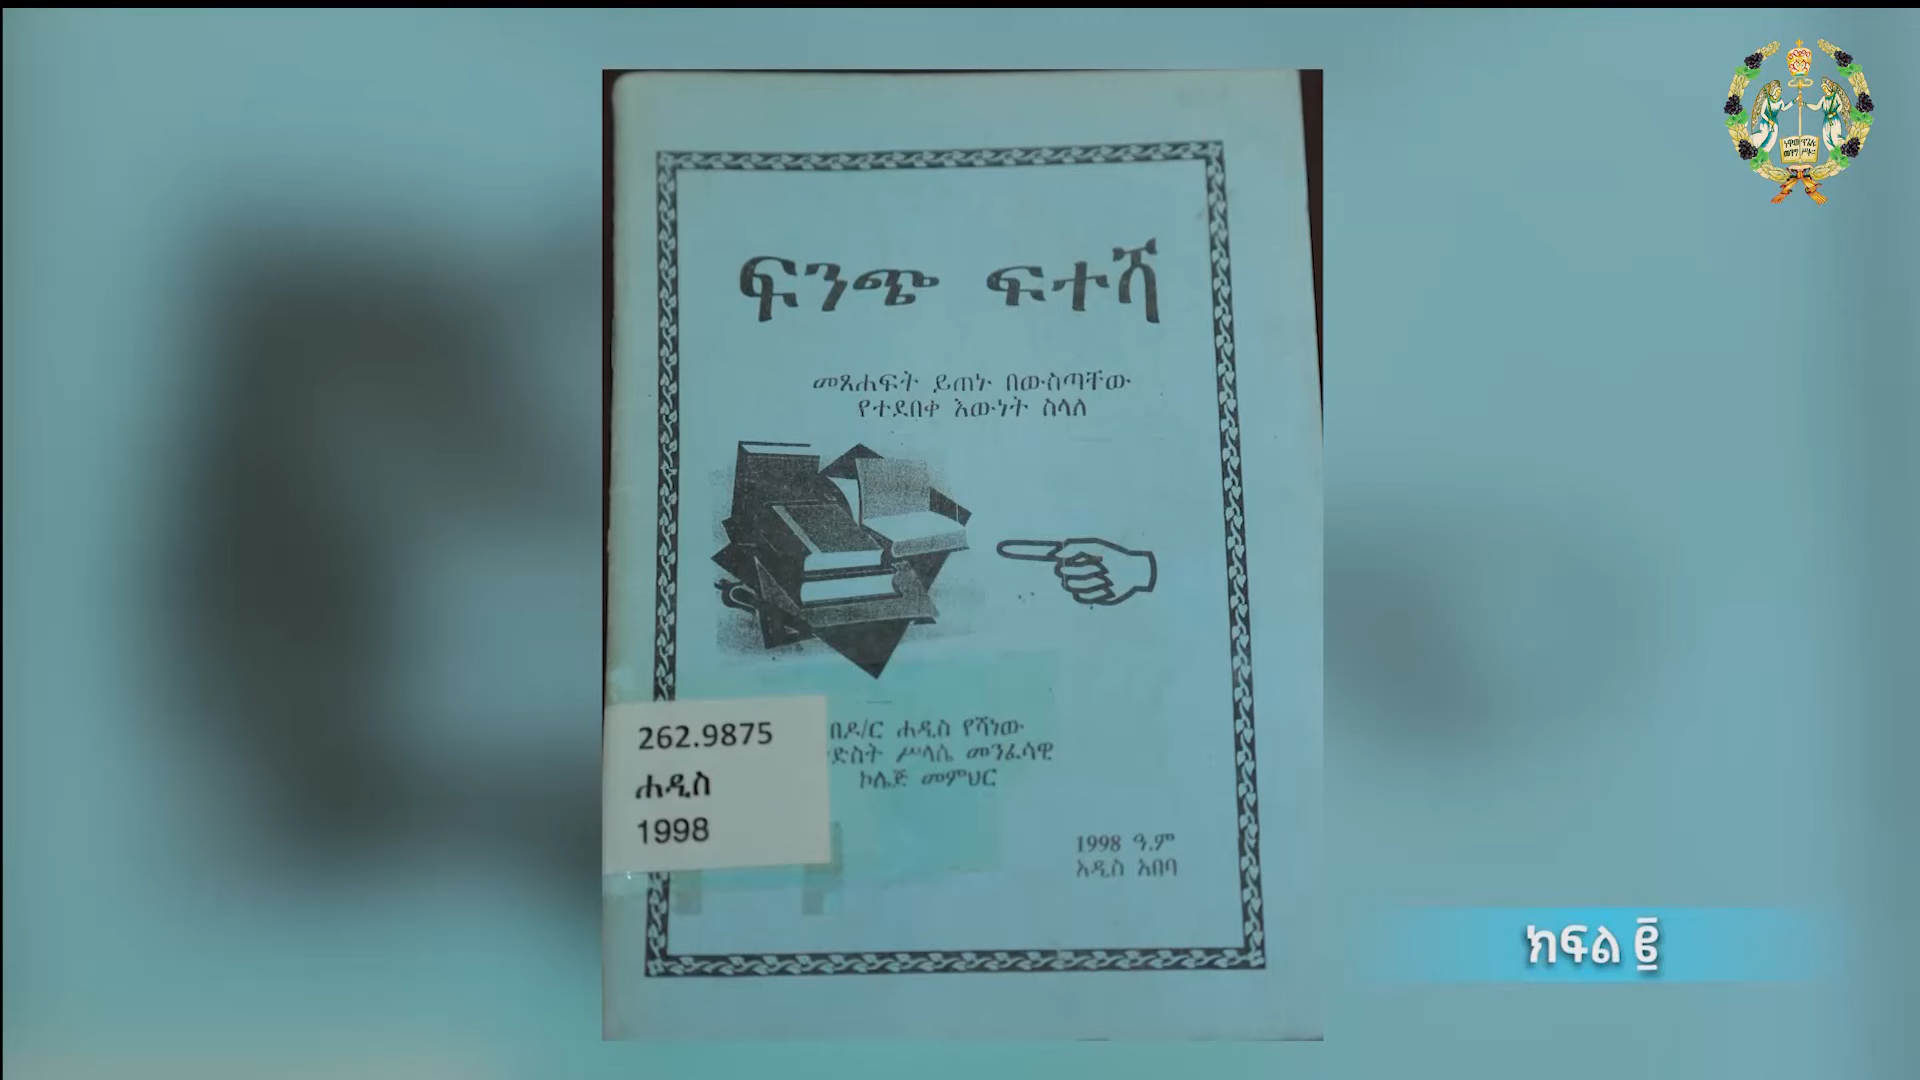 ፍንጭ ፍተሻ
መጻሐፍት ይጠኑ በውስጣቸው
የተደበቀ እውነት ስላለ
262.9875
ሐዲስ
1998
በዶ/ር ሐዲስ የሻነው
ድስት ሥላሴ መንፈሳዊ
ኮሌጅ መምህር
1998 ዓ.ም
አዲስ አበባ
ክፍል ፪